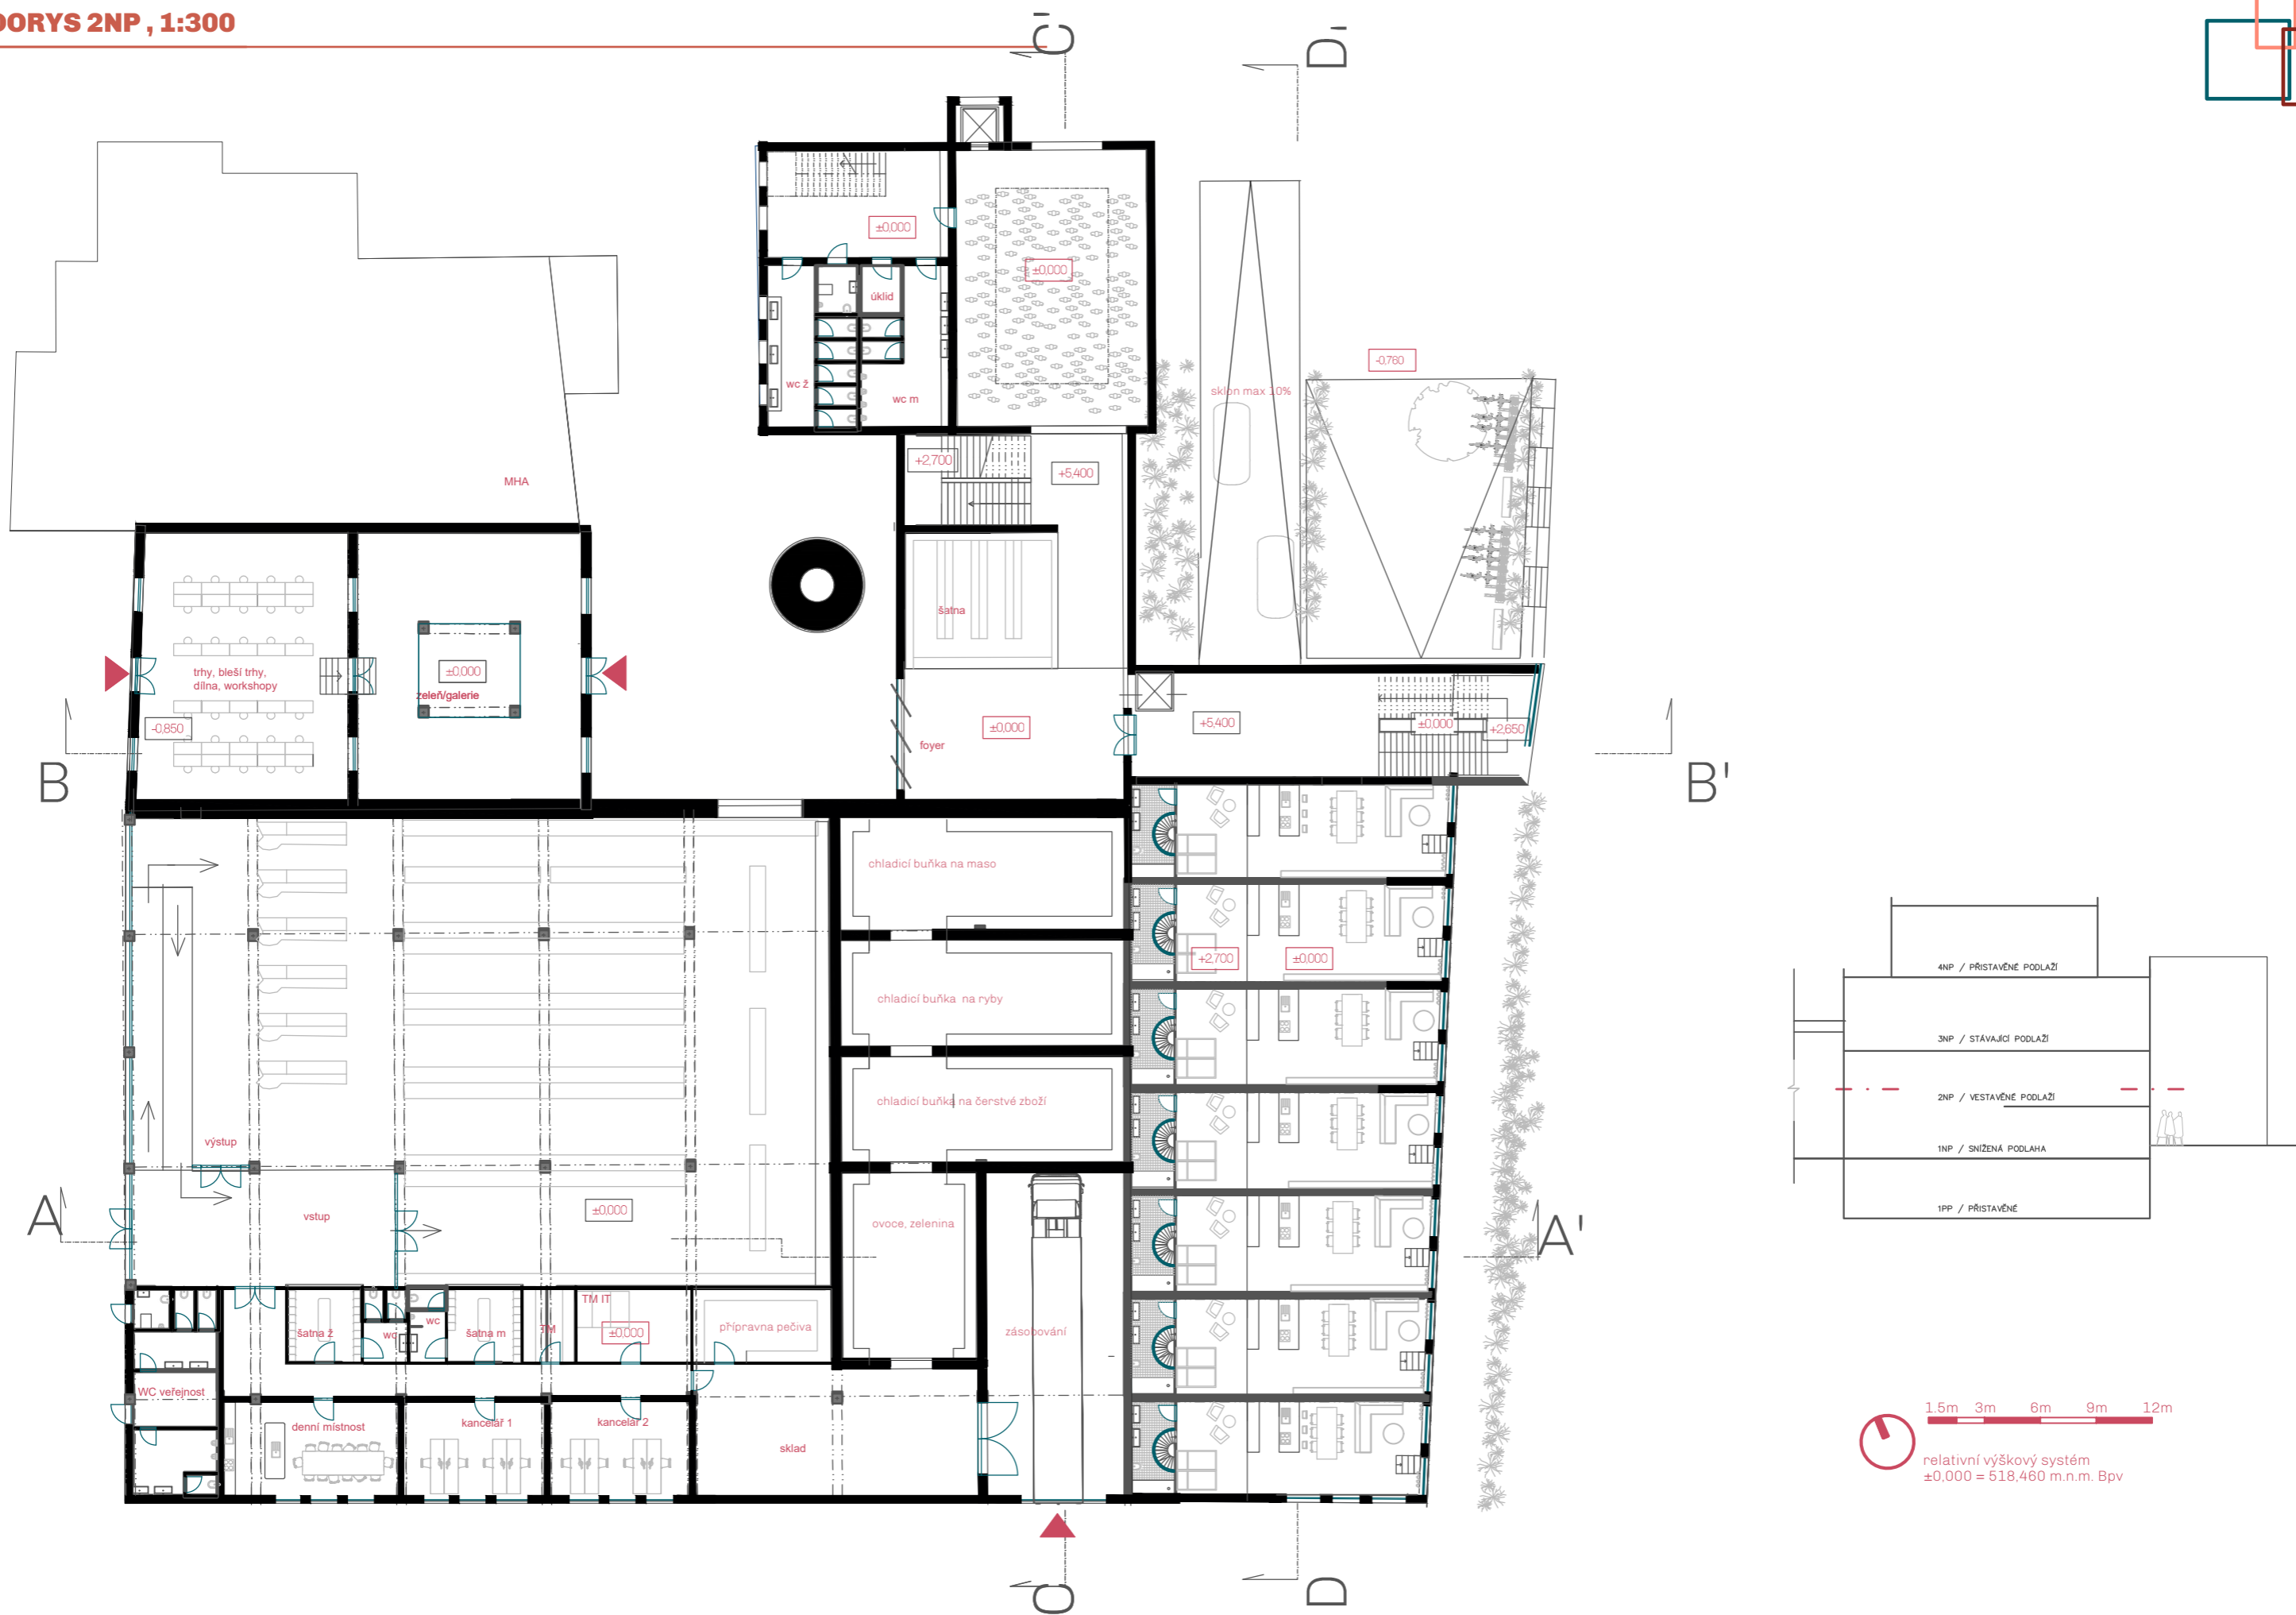 DORYS 2NP , 1:300
C'
D'
±0,000
±0,000
úklid
wc ž
wc m
-0,760
sklon max 10%
+2,700
+5,400
MHA
šatna
trhy, bleší trhy,
dílna, workshopy
±0,000
zeleň/galerie
-0,850
foyer
±0,000
+5,400
±0,000
+2,650
B
B'
chladicí buňka na maso
chladicí buňka na ryby
+2,700
±0,000
chladicí buňka na čerstvé zboží
výstup
vstup
±0,000
ovoce, zelenina
A
A'
4NP / PŘISTAVĚNÉ PODLAŽÍ
3NP / STÁVAJÍCÍ PODLAŽÍ
2NP / VESTAVĚNÉ PODLAŽÍ
1NP / SNÍŽENÁ PODLAHA
1PP / PŘISTAVĚNÉ
TM IT
šatna ž
wc
wc
šatna m
TM
±0,000
přípravna pečiva
zásobování
WC veřejnost
denní místnost
kancelář 1
kancelář 2
sklad
1.5m 3m 6m 9m 12m
relativní výškový systém
±0,000 = 518,460 m.n.m. Bpv
C
D